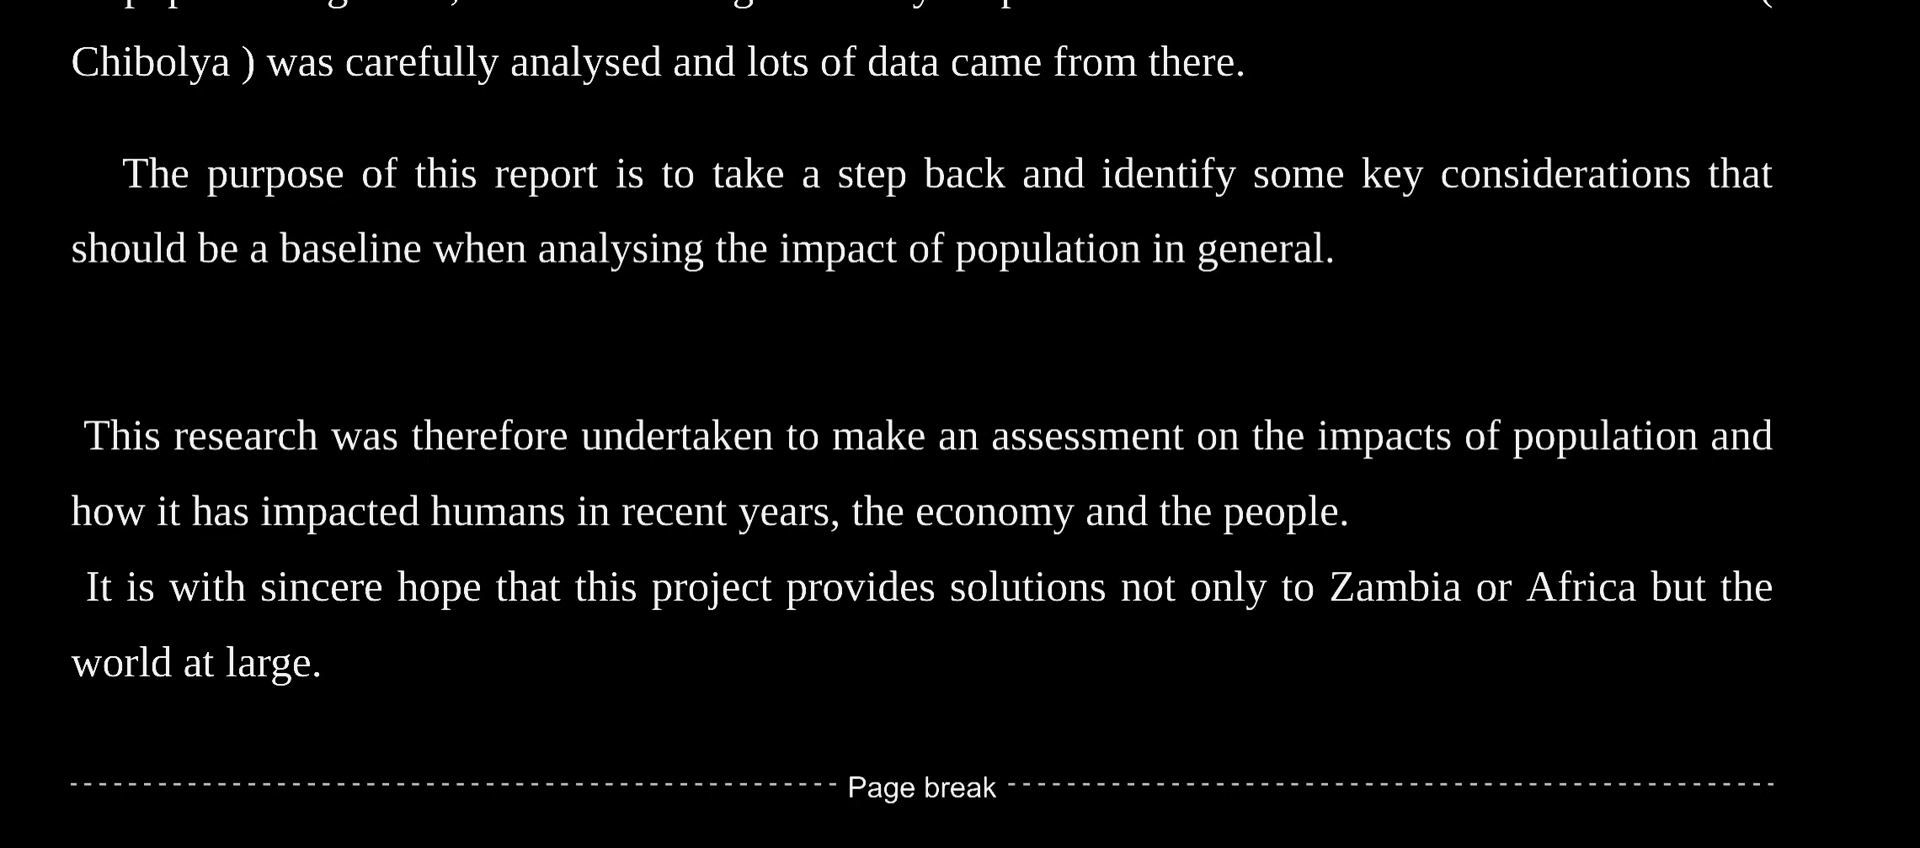 Chibolya ) was carefully analysed and lots of data came from there.
The purpose of this report is to take a step back and identify some key considerations that
should be a baseline when analysing the impact of population in general.
This research was therefore undertaken to make an assessment on the impacts of population and
how it has impacted humans in recent years, the economy and the people.
It is with sincere hope that this project provides solutions not only to Zambia or Africa but the
world at large.
Page break